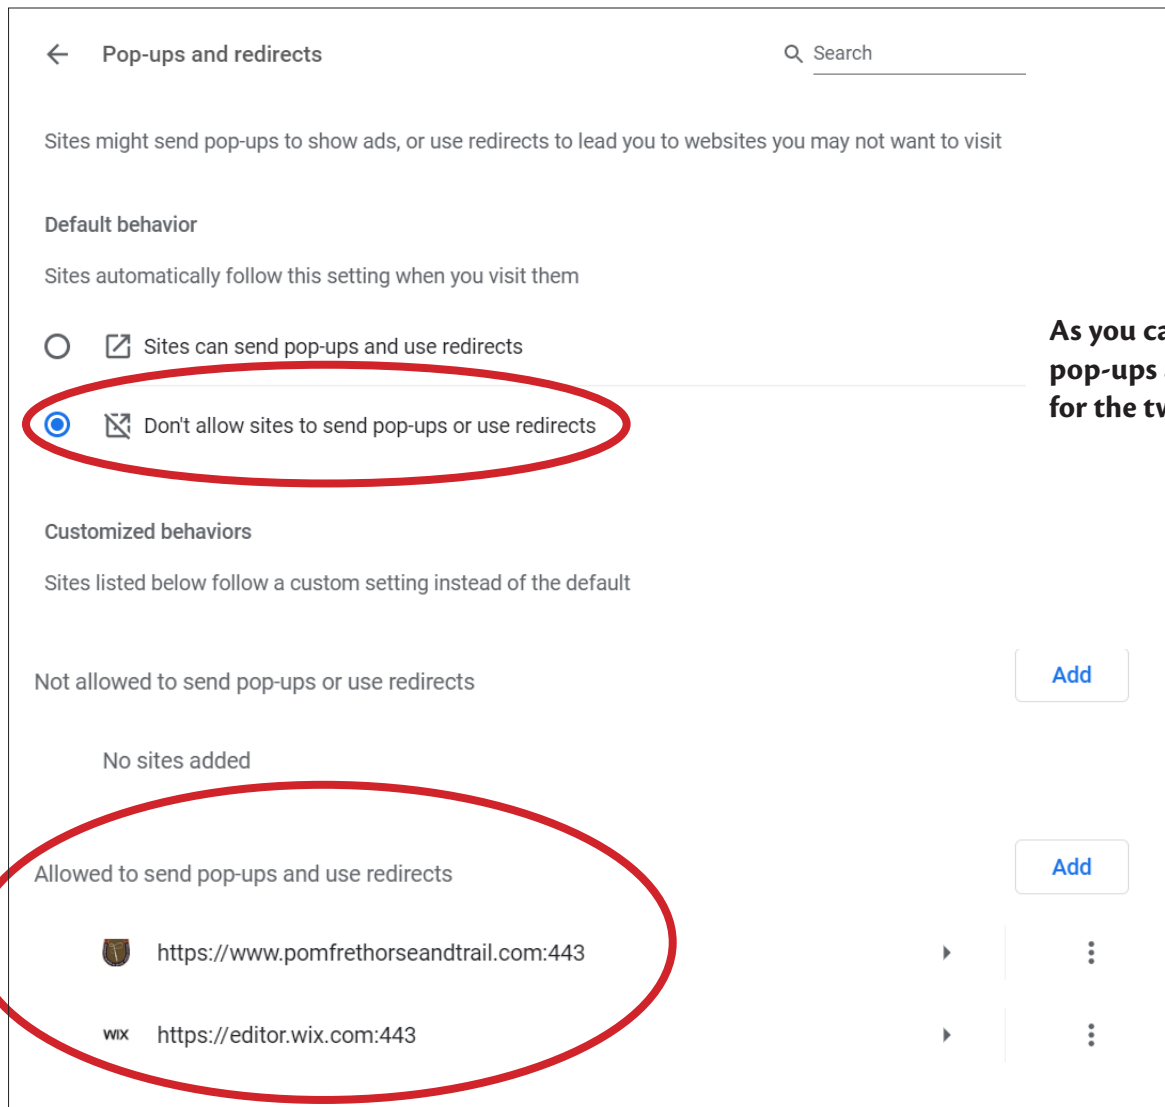 Pop-ups and redirects
Search
Sites might send pop-ups to show ads, or use redirects to lead you to websites you may not want to visit
Default behavior
Sites automatically follow this setting when you visit them
Sites can send pop-ups and use redirects
As you
pop-ups
for the
Don't allow sites to send pop-ups or use redirects
Customized behaviors
Sites listed below follow a custom setting instead of the default
Not allowed to send pop-ups or use redirects
Add
No sites added
Allowed to send pop-ups and use redirects
Add
https://www.pomfrethorseandtrail.com:443
WIX https://editor.wix.com:443